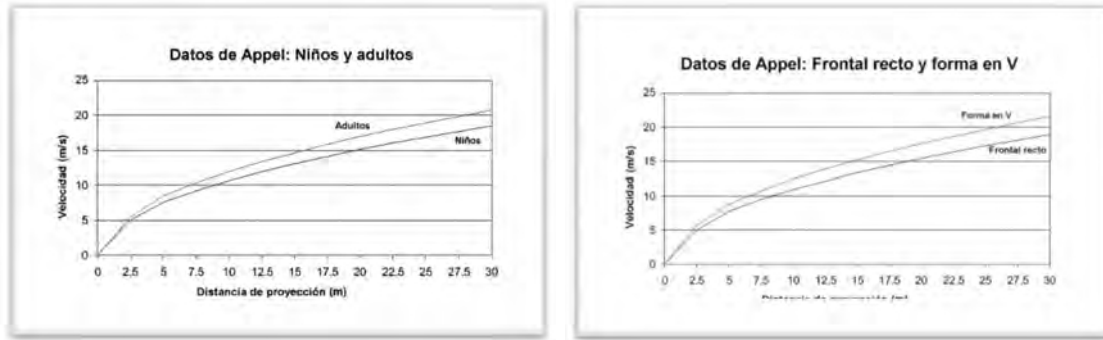 Datos de Appel: Niños y adultos
Velocidad (m/s)
25
20
15
10
5
0
Adultos
Niños
0 2,5 5 7,5 10 12,5 15 17,5 20 22,5 25 27,5 30
Distancia de proyección (m)
Datos de Appel: Frontal recto y forma en V
Velocidad (m/s)
25
20
15
10
5
0
Forma en V
Frontal recto
0 2,5 5 7,5 10 12,5 15 17,5 20 22,5 25 27,5 30
Distancia de proyección (m)